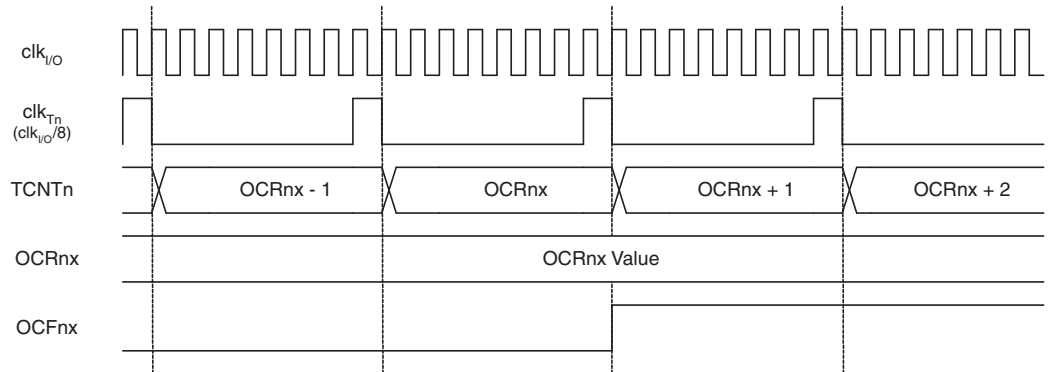 clkI/O
clkTn
(clkI/O/8)
TCNTn OCRnx - 1 OCRnx OCRnx + 1 OCRnx + 2
OCRnx OCRnx Value
OCFnx